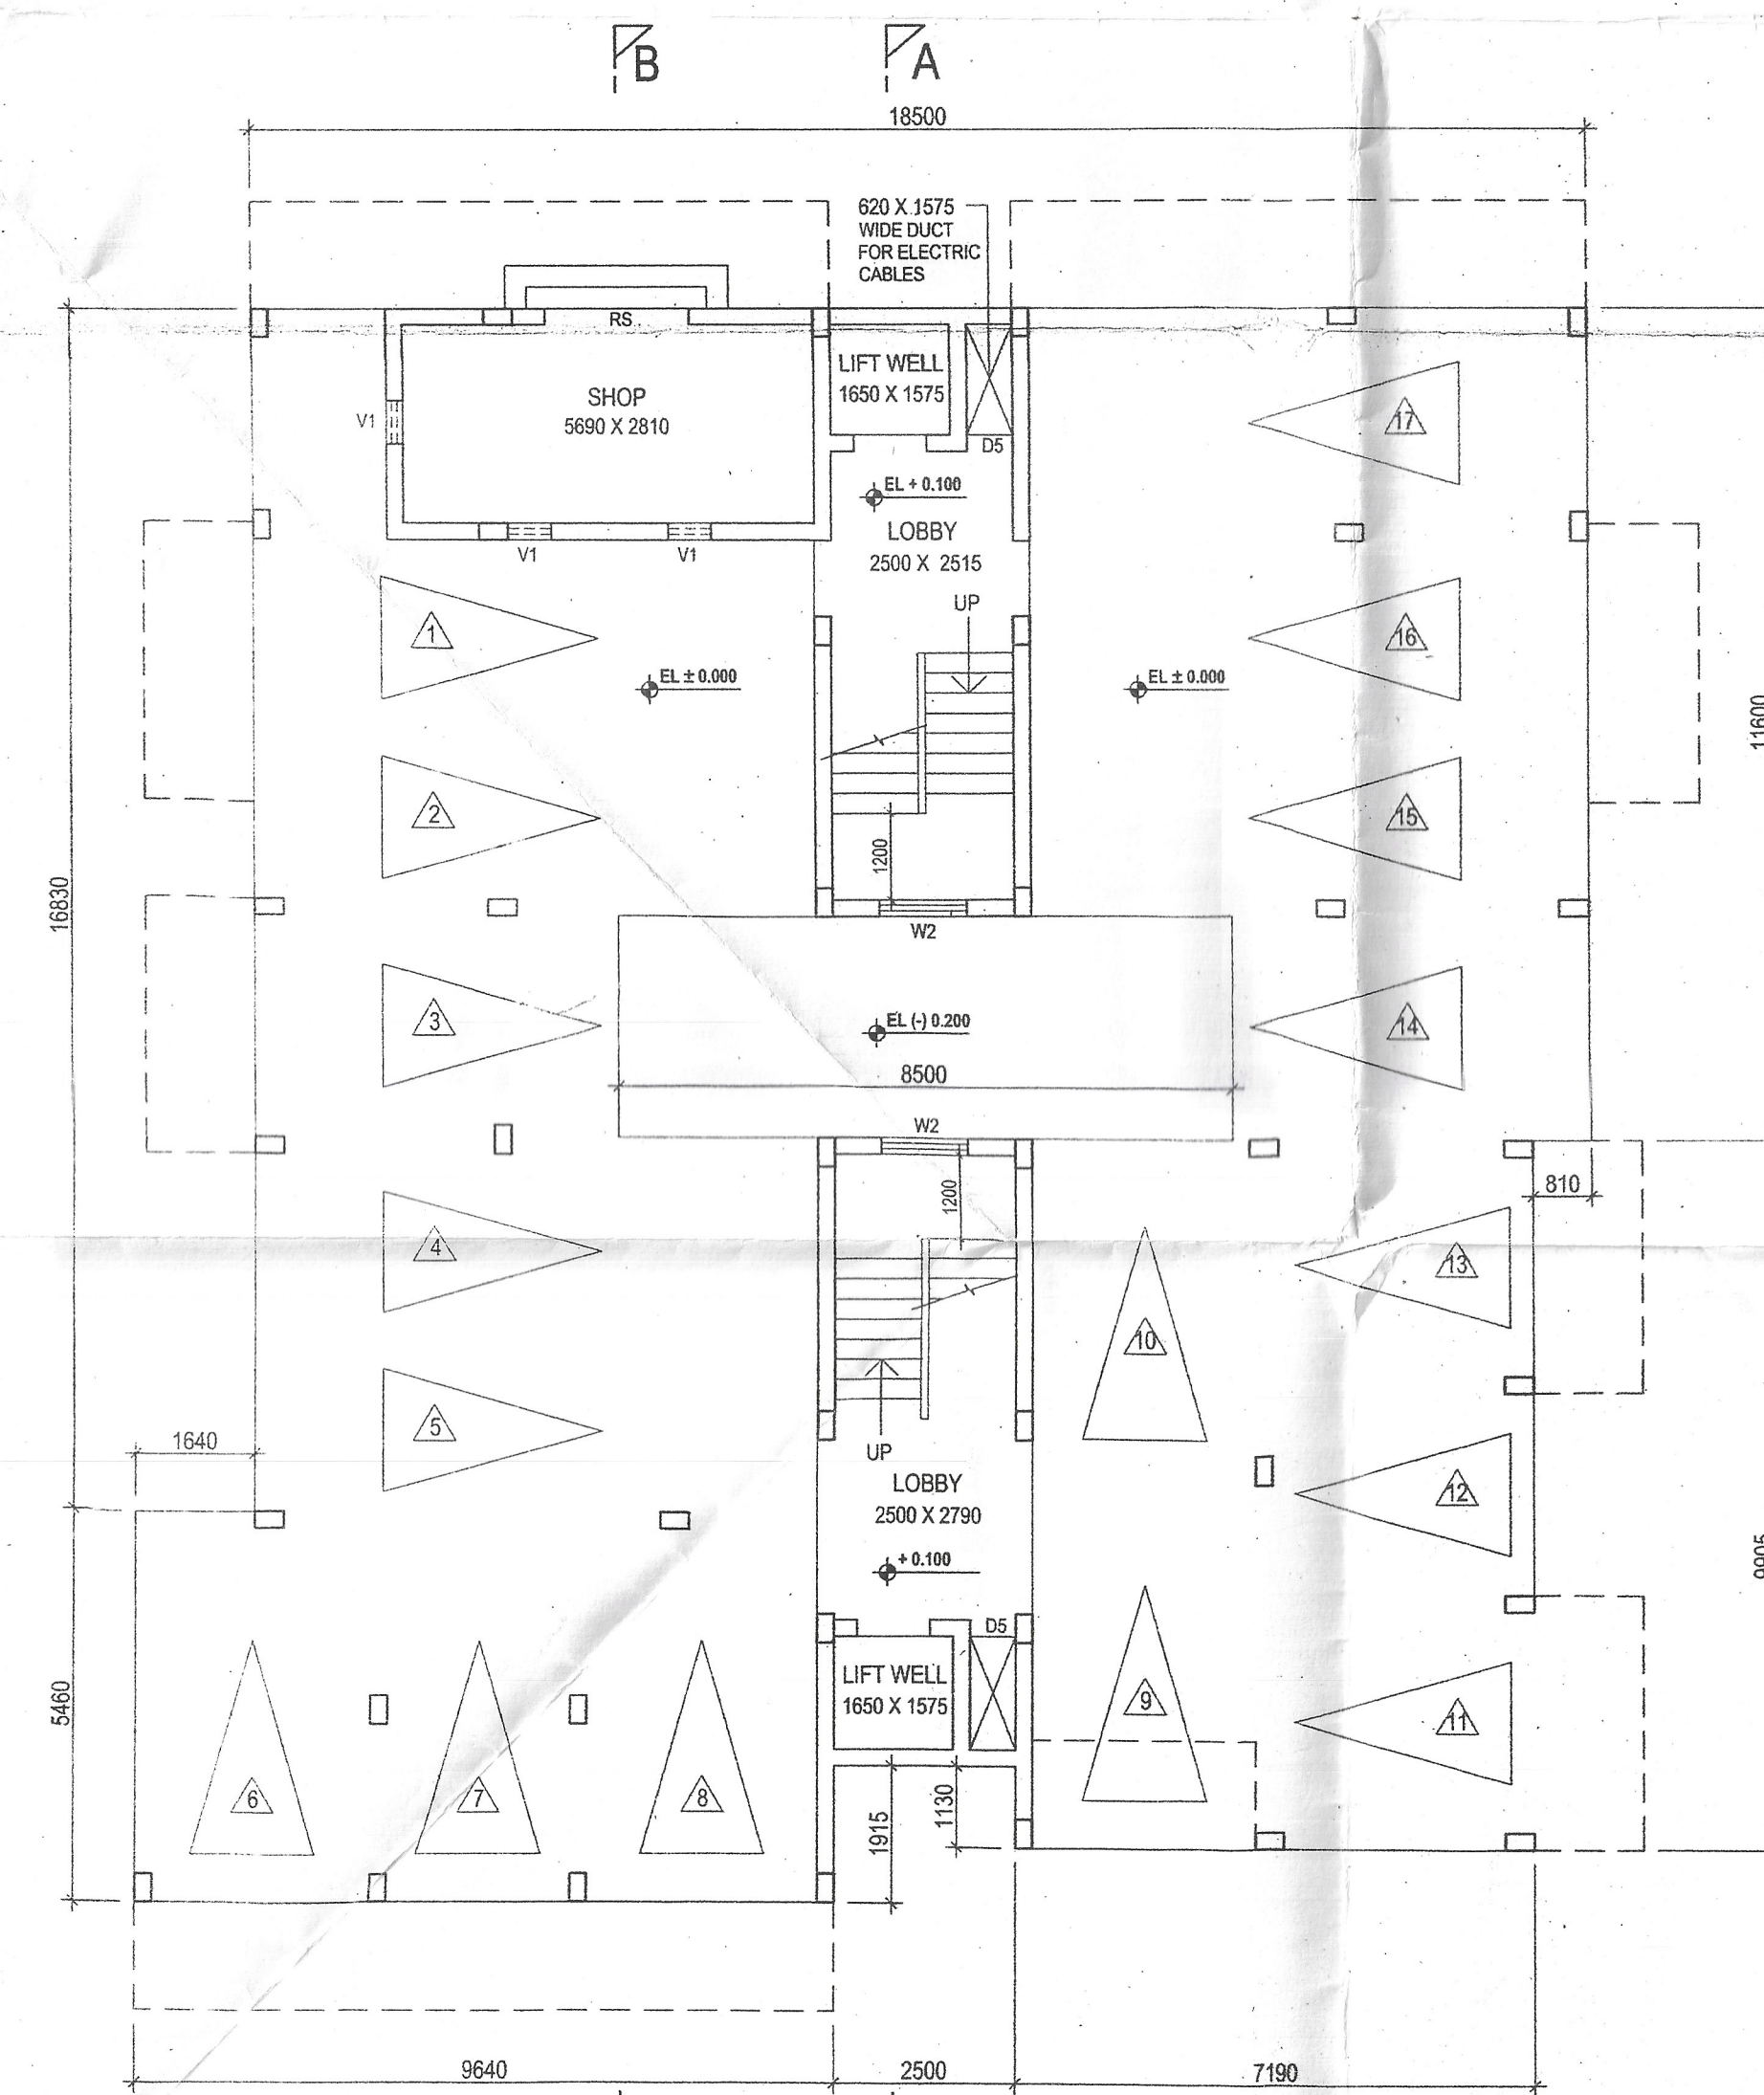 B
A
18500
620 X 1575
WIDE DUCT
FOR ELECTRIC
CABLES
RS
LIFT WELL
1650 X 1575
SHOP
5690 X 2810
V1
17
D5
EL + 0.100
LOBBY
2500 X 2515
V1
V1
UP
1
16
EL ± 0.000
EL ± 0.000
11600
2
15
1200
16830
W2
3
EL (-) 0.200
14
8500
W2
1200
810
4
13
10
5
1640
UP
LOBBY
2500 X 2790
12
+ 0.100
9905
D5
LIFT WELL
1650 X 1575
5460
9
11
6
7
8
1915
1130
9640
2500
7190